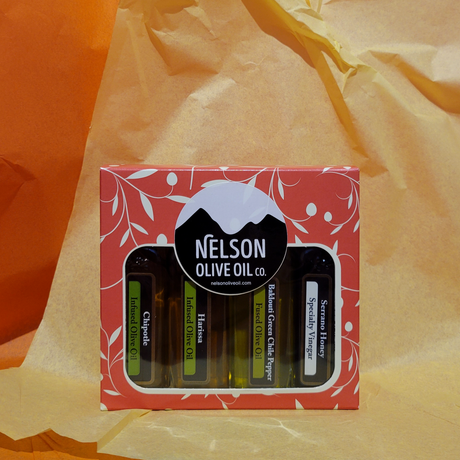 NELSON
OLIVE OIL CO.
nelsonoliveoil.com
Chipotle
Infused Olive Oil
Harissa
Infused Olive Oil
Baklouti Green Chile Pepper
Fused Olive Oil
Serrano Honey
Specialty Vinegar